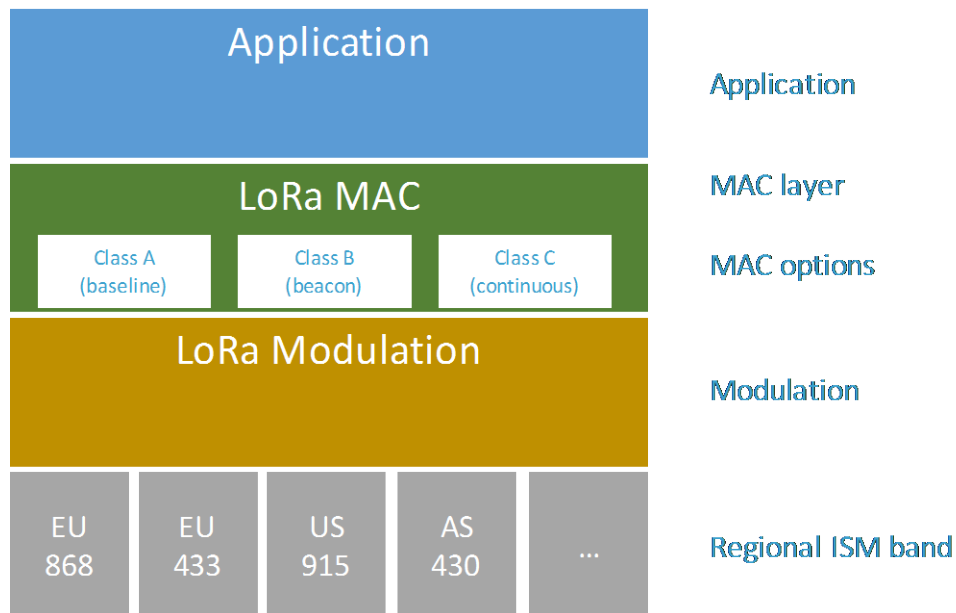 Application
Application
LoRa MAC
MAC layer
Class A
(baseline)
Class B
(beacon)
Class C
(continuous)
MAC options
LoRa Modulation
Modulation
EU
868
EU
433
US
915
AS
430
...
Regional ISM band